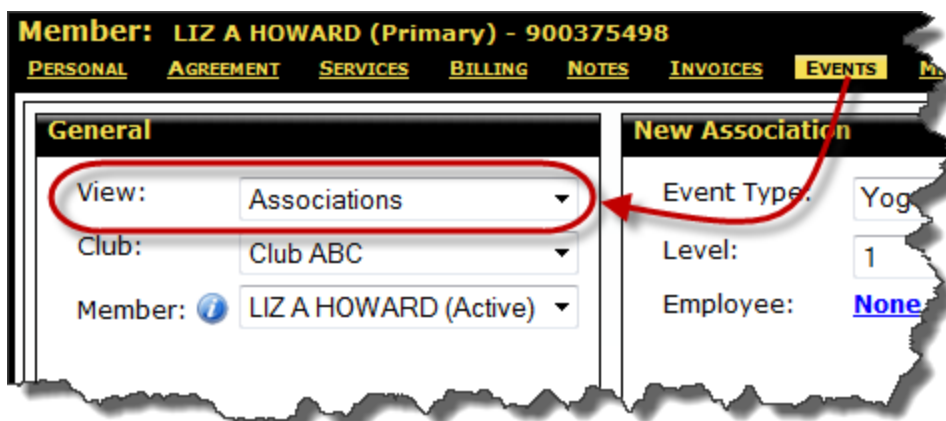 Member: LIZ A HOWARD (Primary) - 900375498
PERSONAL AGREEMENT SERVICES BILLING NOTES INVOICES EVENTS
General
View: Associations
Club: Club ABC
Member: LIZ A HOWARD (Active)
New Association
Event Type:
Level: 1
Employee: None